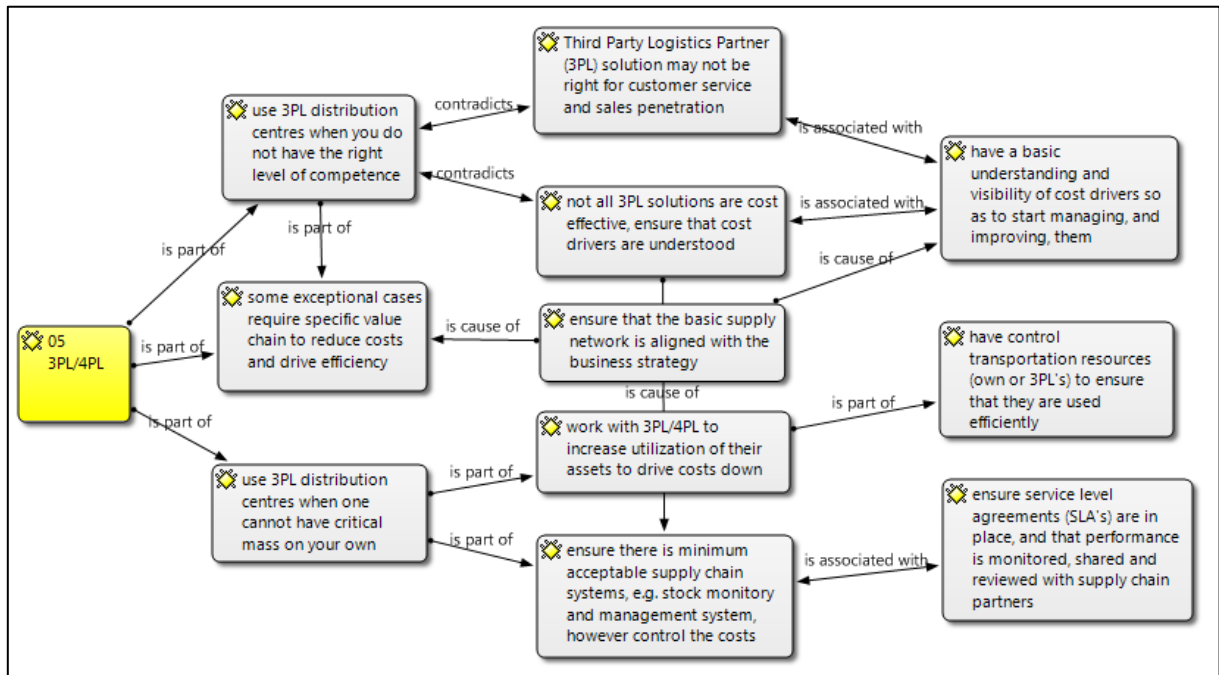 Third Party Logistics Partner
(3PL) solution may not be
right for customer service
and sales penetration
contradicts
use 3PL distribution
centres when you do
not have the right
level of competence
is associated with
have a basic
understanding and
visibility of cost drivers so
as to start managing, and
improving, them
contradicts
not all 3PL solutions are cost
effective, ensure that cost
drivers are understood
is associated with
is part of
is part of
is cause of
some exceptional cases
require specific value
chain to reduce costs
and drive efficiency
is cause of
ensure that the basic supply
network is aligned with the
business strategy
05
3PL/4PL
is part of
have control
transportation resources
(own or 3PL's) to ensure
that they are used
efficiently
is cause of
is part of
work with 3PL/4PL to
increase utilization of their
assets to drive costs down
is part of
use 3PL distribution
centres when one
cannot have critical
mass on your own
is part of
is part of
ensure there is minimum
acceptable supply chain
systems, e.g. stock monitory
and management system,
however control the costs
is associated with
ensure service level
agreements (SLA's) are in
place, and that performance
is monitored, shared and
reviewed with supply chain
partners